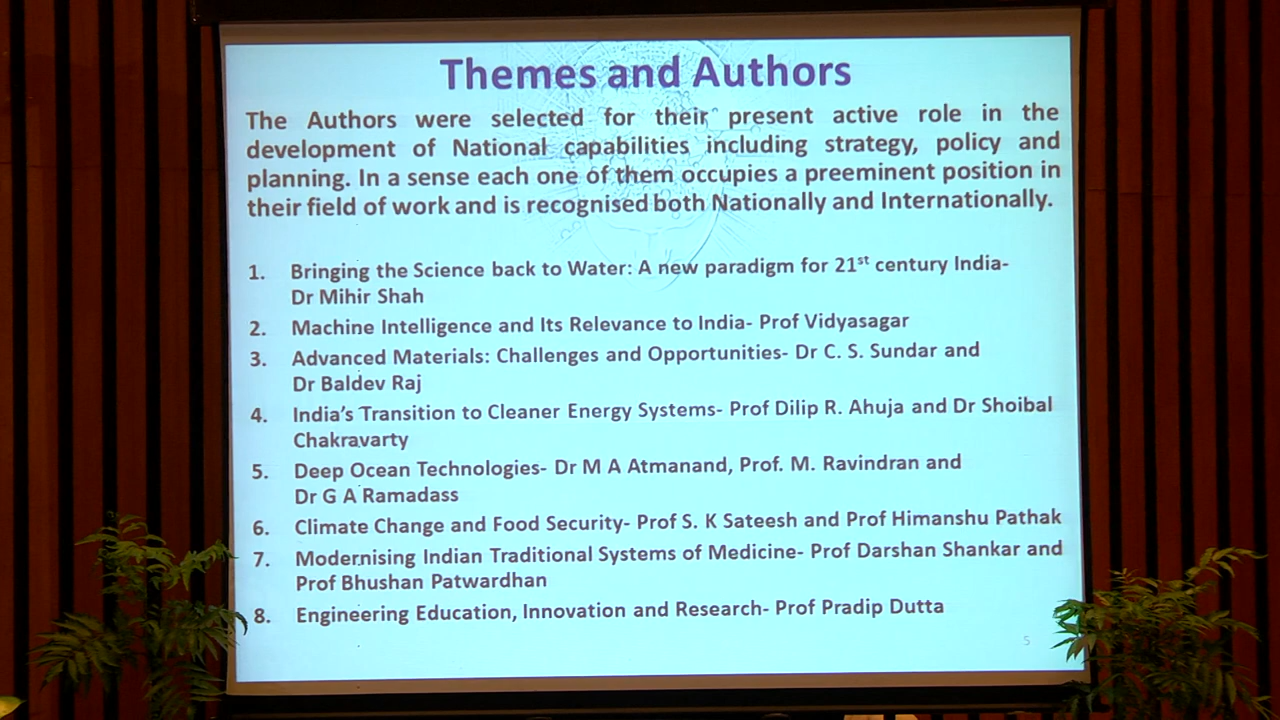 Themes and Authors
The Authors were selected for their present active role in the
development of National capabilities including strategy, policy and
planning. In a sense each one of them occupies a preeminent position in
their field of work and is recognised both Nationally and Internationally.
1. Bringing the Science back to Water: A new paradigm for 21st century India-
Dr Mihir Shah
2. Machine Intelligence and Its Relevance to India- Prof Vidyasagar
3. Advanced Materials: Challenges and Opportunities- Dr C. S. Sundar and
Dr Baldev Raj
4. India's Transition to Cleaner Energy Systems- Prof Dilip R. Ahuja and Dr Shoibal
Chakravarty
5. Deep Ocean Technologies- Dr M A Atmanand, Prof. M. Ravindran and
Dr G A Ramadass
6. Climate Change and Food Security- Prof S. K Sateesh and Prof Himanshu Pathak
7. Modernising Indian Traditional Systems of Medicine- Prof Darshan Shankar and
Prof Bhushan Patwardhan
8. Engineering Education, Innovation and Research- Prof Pradip Dutta
5